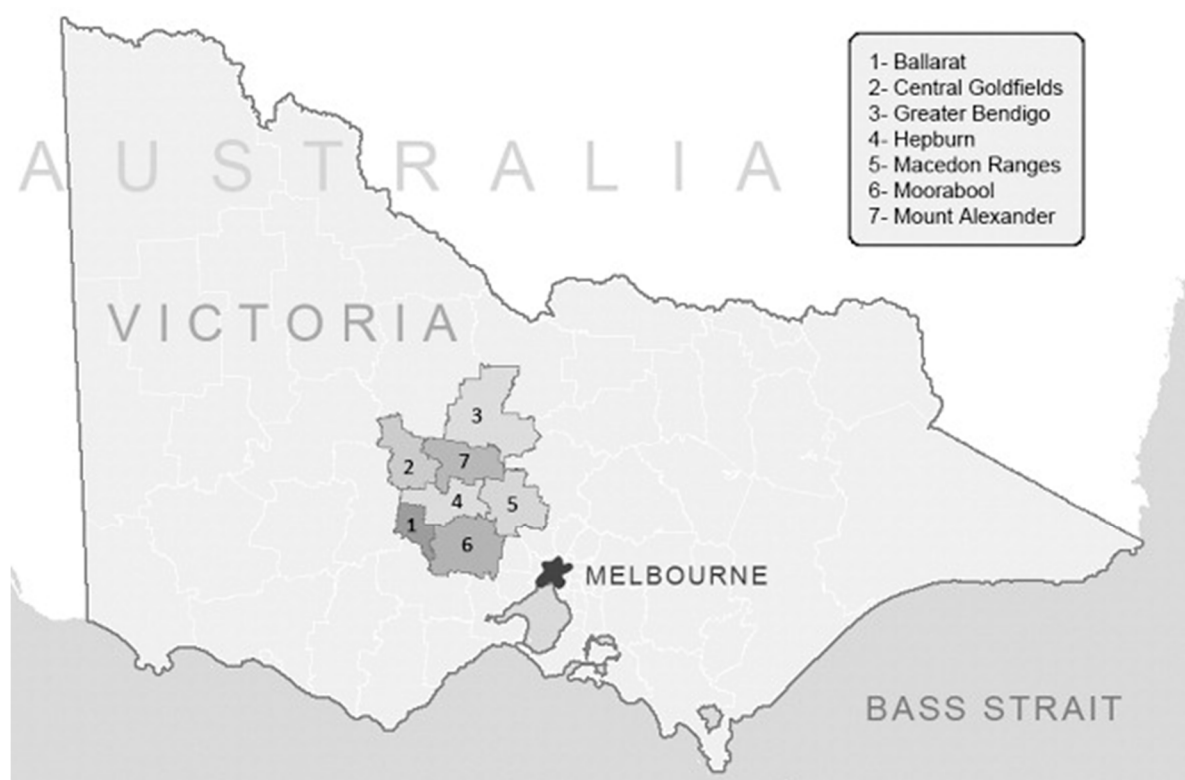 1- Ballarat
2- Central Goldfields
3- Greater Bendigo
4- Hepburn
5- Macedon Ranges
6- Moorabool
7- Mount Alexander
AUSTRALIA
VICTORIA
3
2
7
4
5
1
6
MELBOURNE
BASS STRAIT